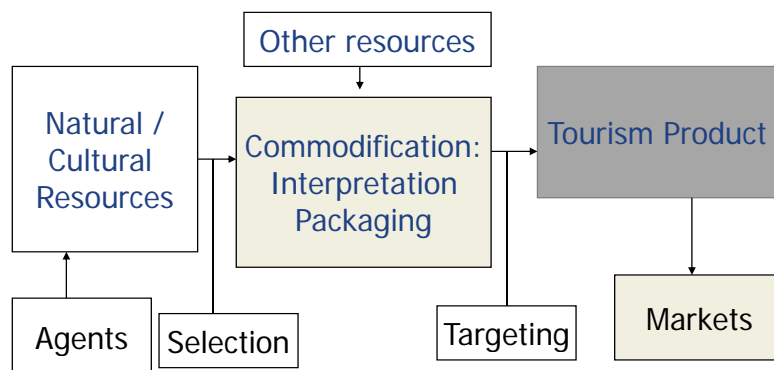 Other resources
Natural /
Cultural
Resources
Commodification:
Interpretation
Packaging
Tourism Product
Agents
Selection
Targeting
Markets